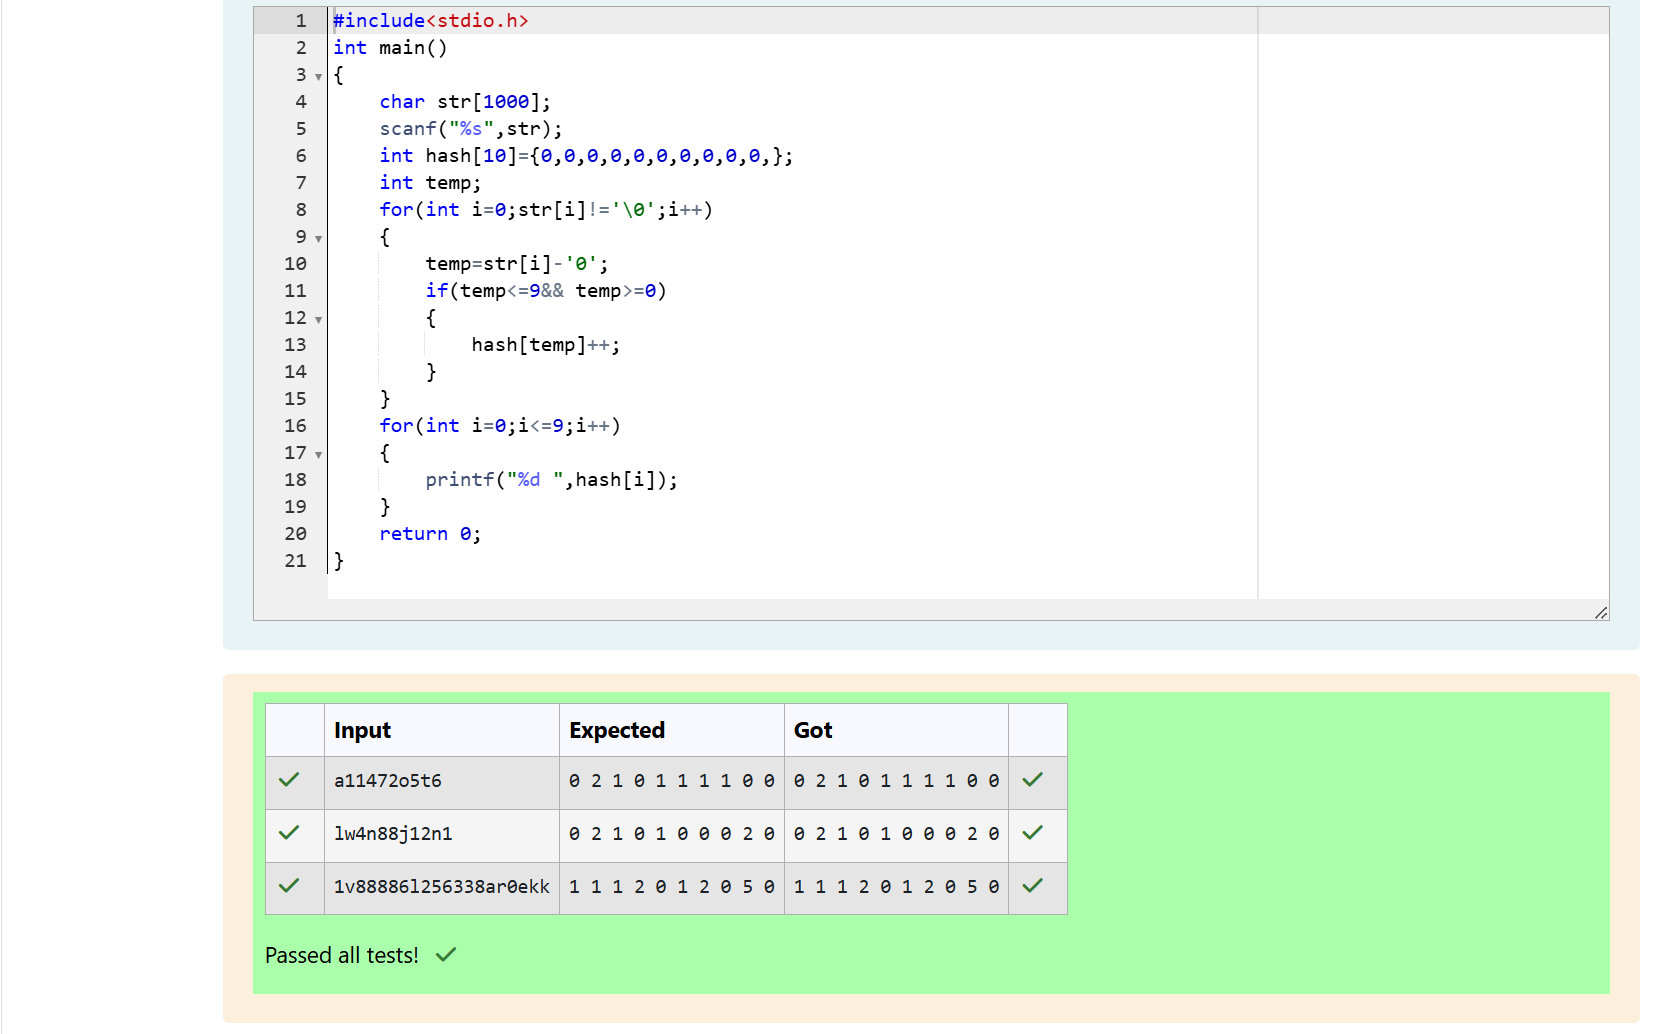 1 #include<stdio.h>
2 int main()
3 {
4     char str[1000];
5     scanf("%s",str);
6     int hash[10]={0,0,0,0,0,0,0,0,0,0,};
7     int temp;
8     for(int i=0;str[i]!='\0';i++)
9     {
10         temp=str[i]-'0';
11         if(temp<=9&& temp>=0)
12         {
13             hash[temp]++;
14         }
15     }
16     for(int i=0;i<=9;i++)
17     {
18         printf("%d ",hash[i]);
19     }
20     return 0;
21 }
Input Expected Got
a11472o5t6 0 2 1 0 1 1 1 1 0 0 0 2 1 0 1 1 1 1 0 0
lw4n88j12n1 0 2 1 0 1 0 0 0 2 0 0 2 1 0 1 0 0 0 2 0
1v88886l256338ar0ekk 1 1 1 2 0 1 2 0 5 0 1 1 1 2 0 1 2 0 5 0
Passed all tests!